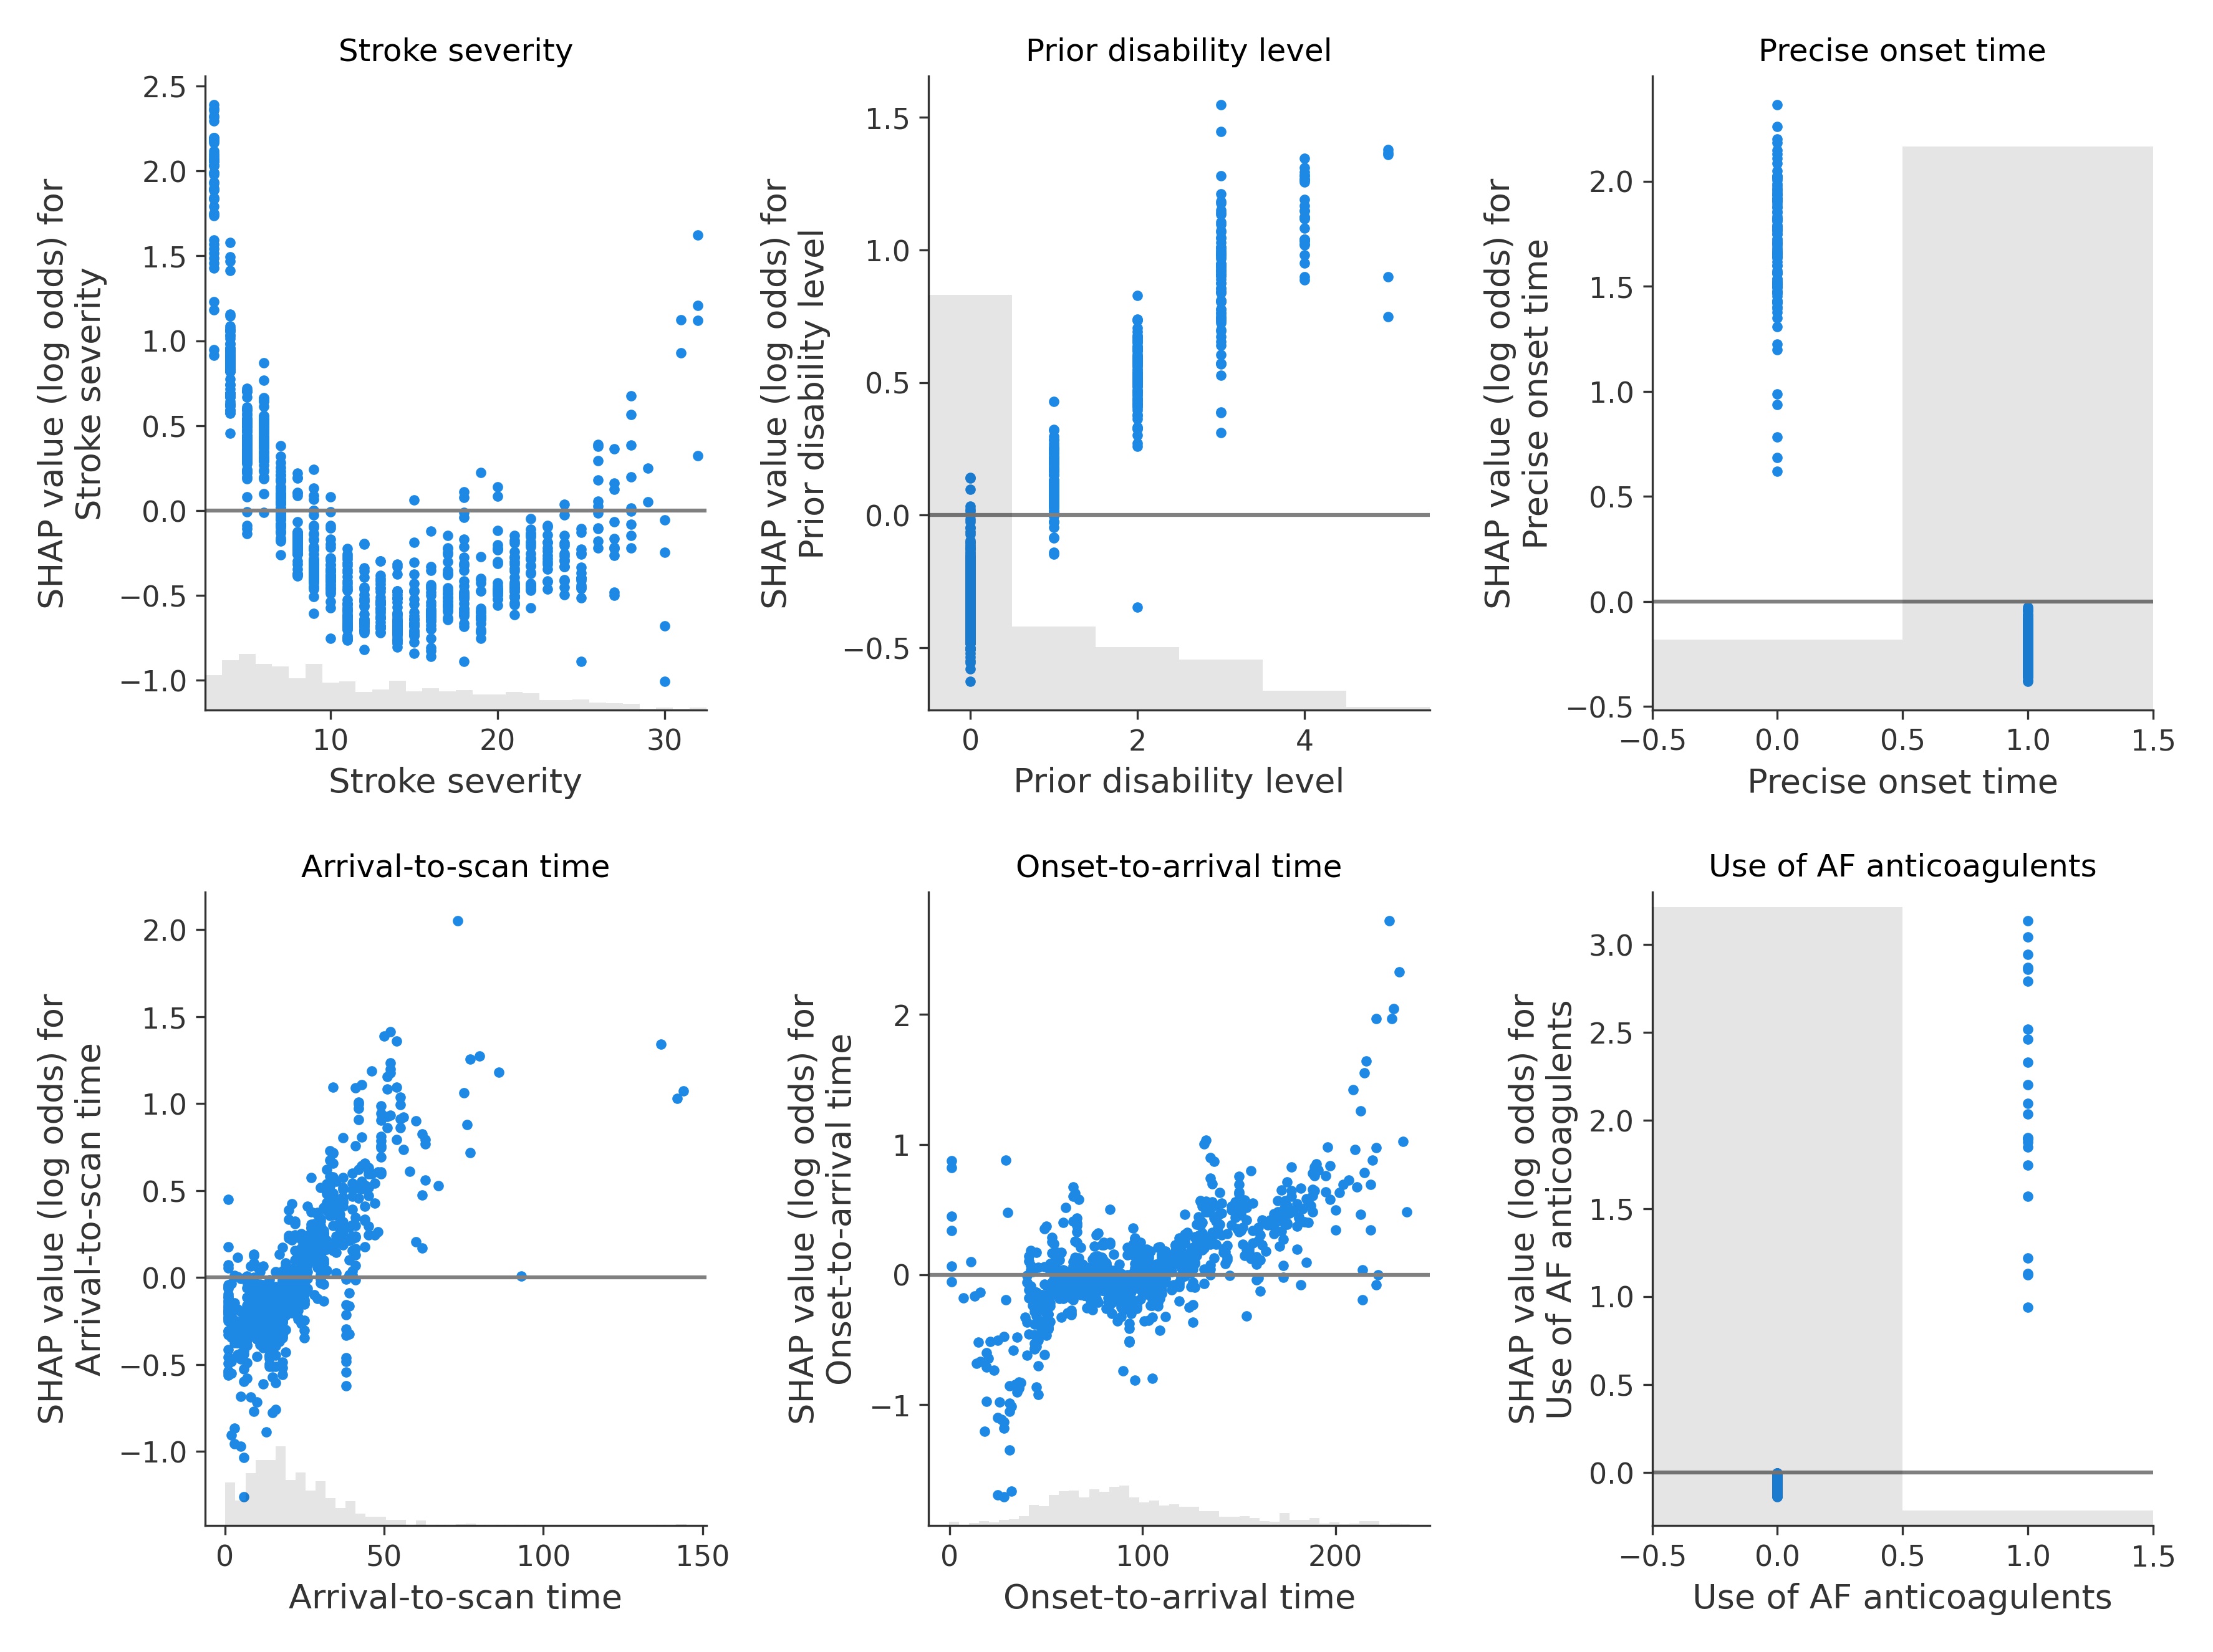 Stroke severity
2.5
2.0
1.5
1.0
0.5
0.0
−0.5
−1.0
10
20
30
SHAP value (log odds) for
Stroke severity
Stroke severity
Prior disability level
1.5
1.0
0.5
0.0
−0.5
0
2
4
SHAP value (log odds) for
Prior disability level
Prior disability level
Precise onset time
2.0
1.5
1.0
0.5
0.0
−0.5
−0.5
0.0
0.5
1.0
1.5
SHAP value (log odds) for
Precise onset time
Precise onset time
Arrival-to-scan time
2.0
1.5
1.0
0.5
0.0
−0.5
−1.0
0
50
100
150
SHAP value (log odds) for
Arrival-to-scan time
Arrival-to-scan time
Onset-to-arrival time
2
1
0
−1
0
100
200
SHAP value (log odds) for
Onset-to-arrival time
Onset-to-arrival time
Use of AF anticoagulents
3.0
2.5
2.0
1.5
1.0
0.5
0.0
−0.5
0.0
0.5
1.0
1.5
SHAP value (log odds) for
Use of AF anticoagulents
Use of AF anticoagulents